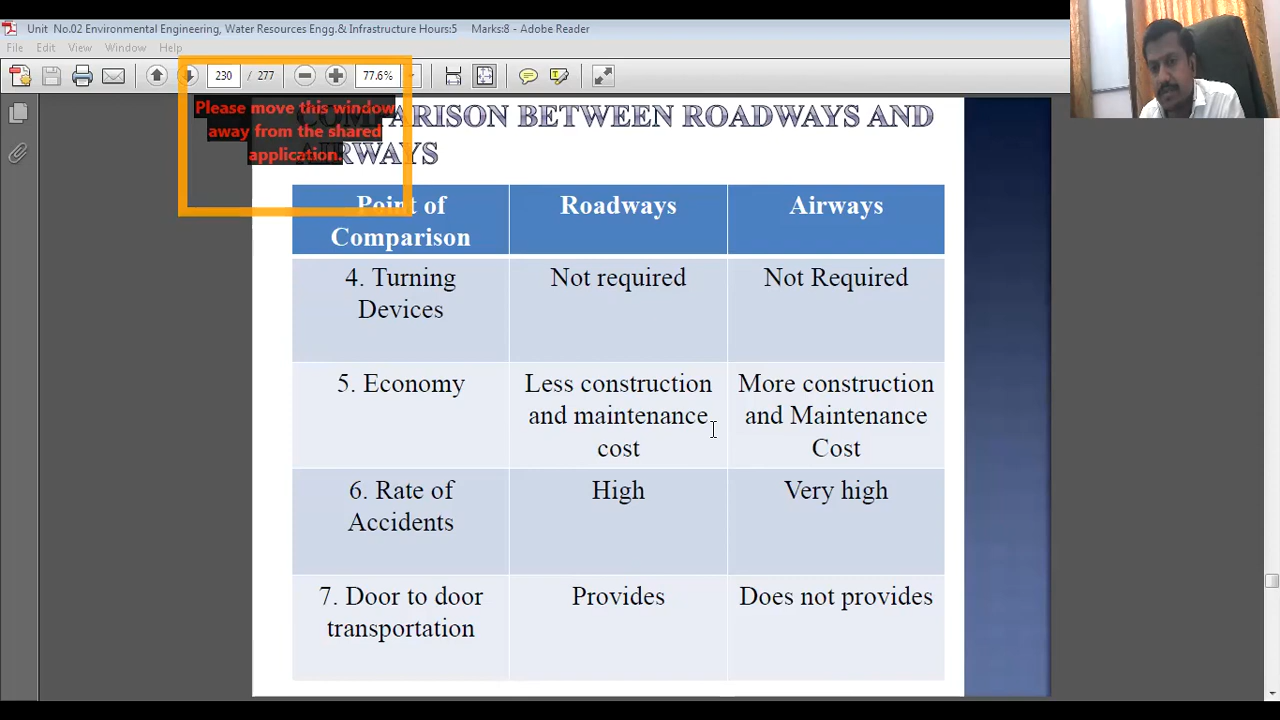 Unit No.02 Environmental Engineering, Water Resources Engg.& Infrastructure Hours:5 Marks:8 - Adobe Reader
File Edit View Window Help
230 / 277 77.6%
Please move this window
away from the shared
application.
COMPARISON BETWEEN ROADWAYS AND
AIRWAYS
Point of
Comparison
Roadways
Airways
4. Turning
Devices
Not required
Not Required
5. Economy
Less construction
and maintenance
cost
More construction
and Maintenance
Cost
6. Rate of
Accidents
High
Very high
7. Door to door
transportation
Provides
Does not provides